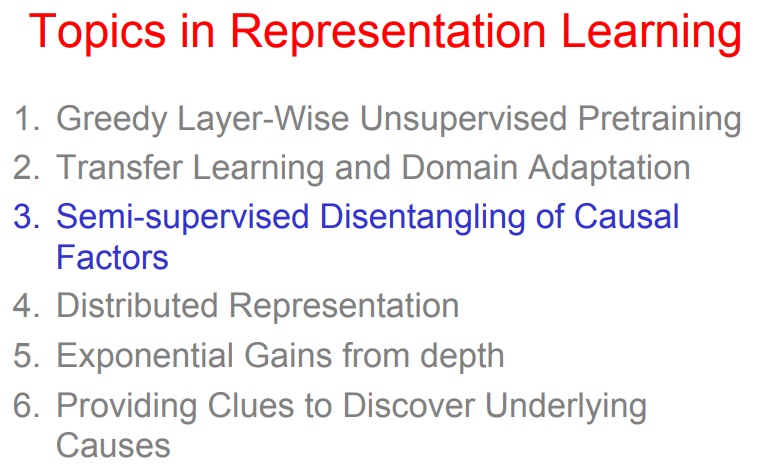 Topics in Representation Learning
1. Greedy Layer-Wise Unsupervised Pretraining
2. Transfer Learning and Domain Adaptation
3. Semi-supervised Disentangling of Causal
Factors
4. Distributed Representation
5. Exponential Gains from depth
6. Providing Clues to Discover Underlying
Causes